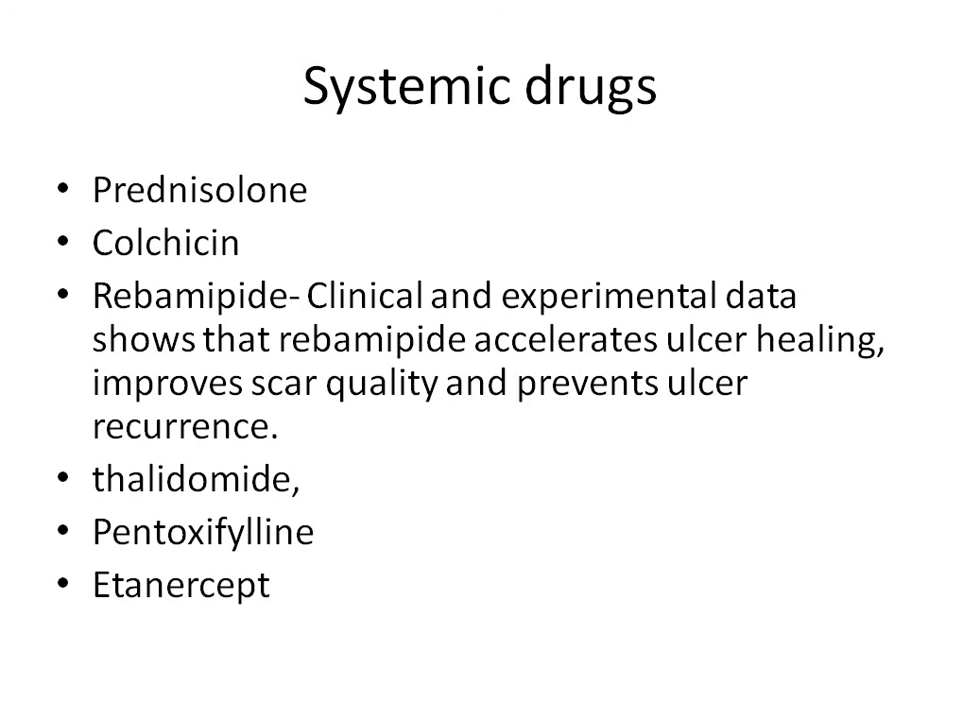 Systemic drugs
• Prednisolone
• Colchicin
• Rebamipide- Clinical and experimental data
shows that rebamipide accelerates ulcer healing,
improves scar quality and prevents ulcer
recurrence.
• thalidomide,
• Pentoxifylline
• Etanercept